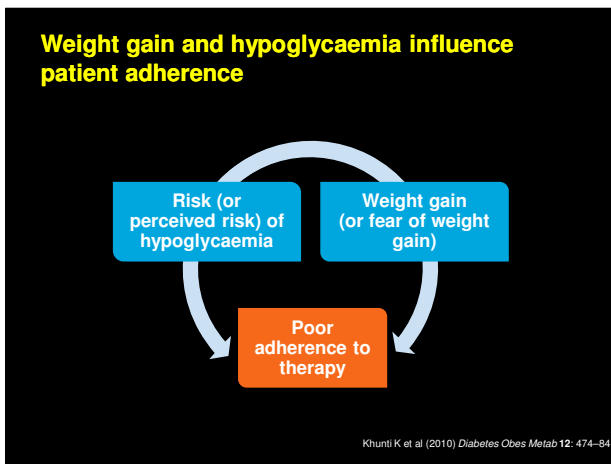 Weight gain and hypoglycaemia influence
patient adherence
Risk (or
perceived risk) of
hypoglycaemia
Weight gain
(or fear of weight
gain)
Poor
adherence to
therapy
Khunti K et al (2010) Diabetes Obes Metab 12: 474–84